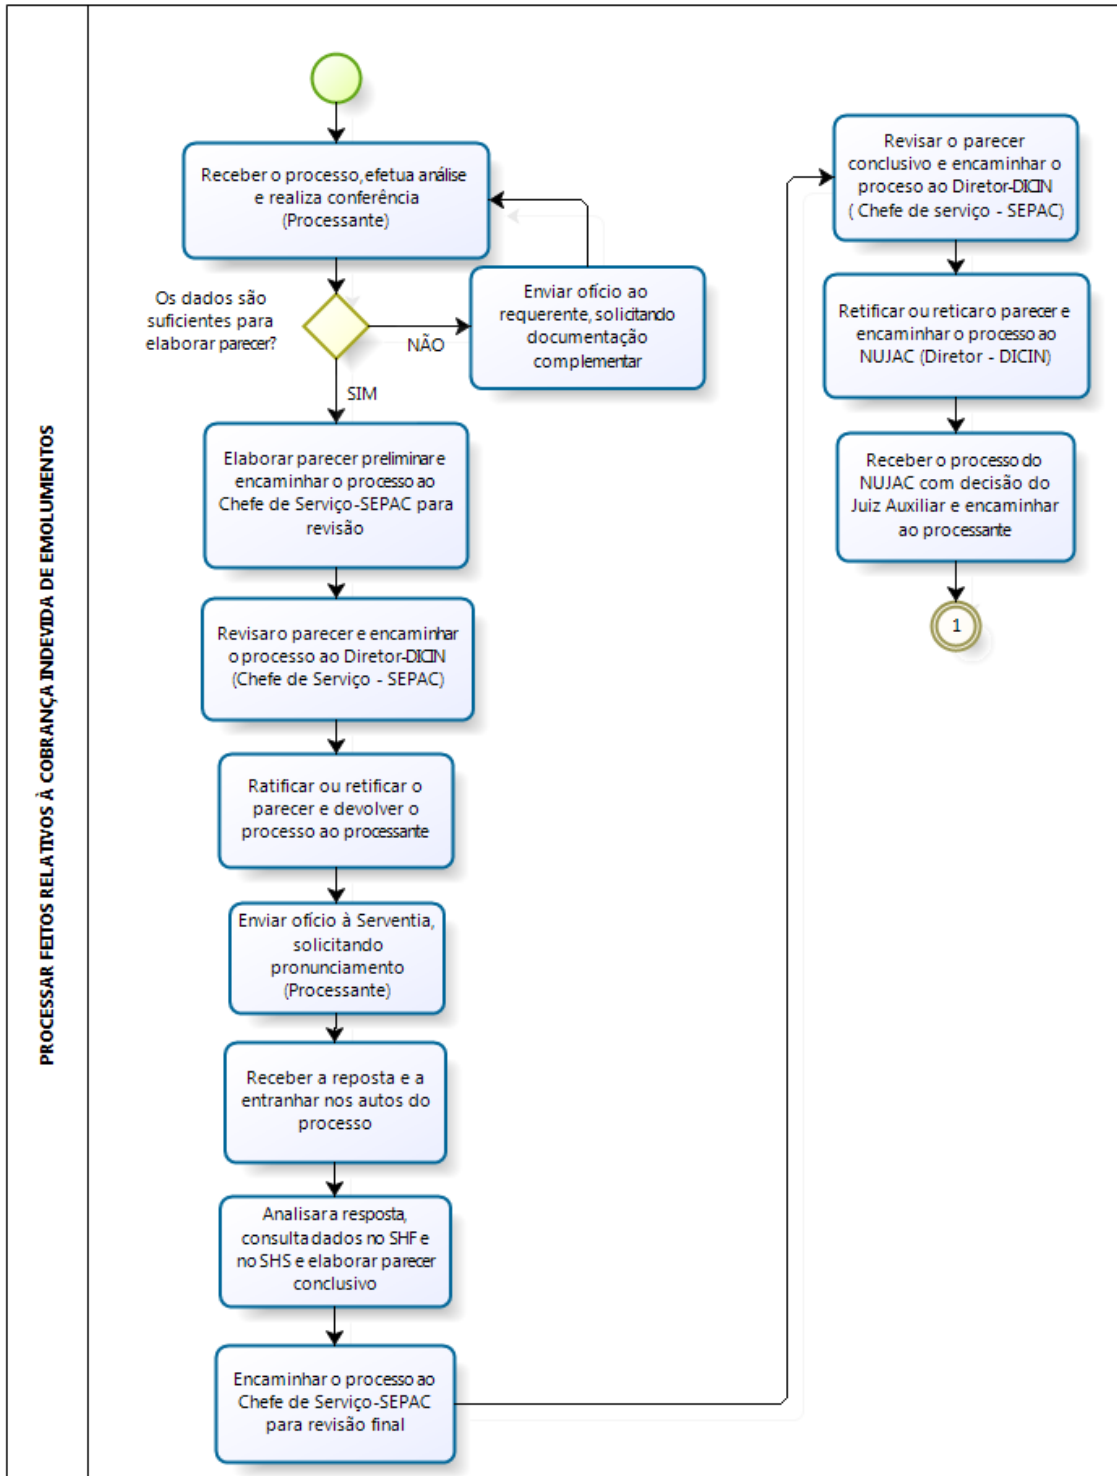 PROCESSAR FEITOS RELATIVOS À COBRANÇA INDEVIDA DE EMOLUMENTOS
Receber o processo, efetua análise
e realiza conferência
(Processante)
Os dados são
suficientes para
elaborar parecer?
NÃO
Enviar ofício ao
requerente, solicitando
documentação
complementar
SIM
Elaborar parecer preliminar e
encaminhar o processo ao
Chefe de Serviço-SEPAC para
revisão
Revisar o parecer e encaminhar
o processo ao Diretor-DICIN
(Chefe de Serviço - SEPAC)
Ratificar ou retificar o
parecer e devolver o
processo ao processante
Enviar ofício à Serventia,
solicitando
pronunciamento
(Processante)
Receber a reposta e a
entranhar nos autos do
processo
Analisar a resposta,
consulta dados no SHF e
no SHS e elaborar parecer
conclusivo
Encaminhar o processo ao
Chefe de Serviço-SEPAC
para revisão final
Revisar o parecer
conclusivo e encaminhar o
proceso ao Diretor-DICIN
( Chefe de serviço - SEPAC)
Retificar ou reticar o parecer e
encaminhar o processo ao
NUJAC (Diretor - DICIN)
Receber o processo do
NUJAC com decisão do
Juiz Auxiliar e encaminhar
ao processante
1